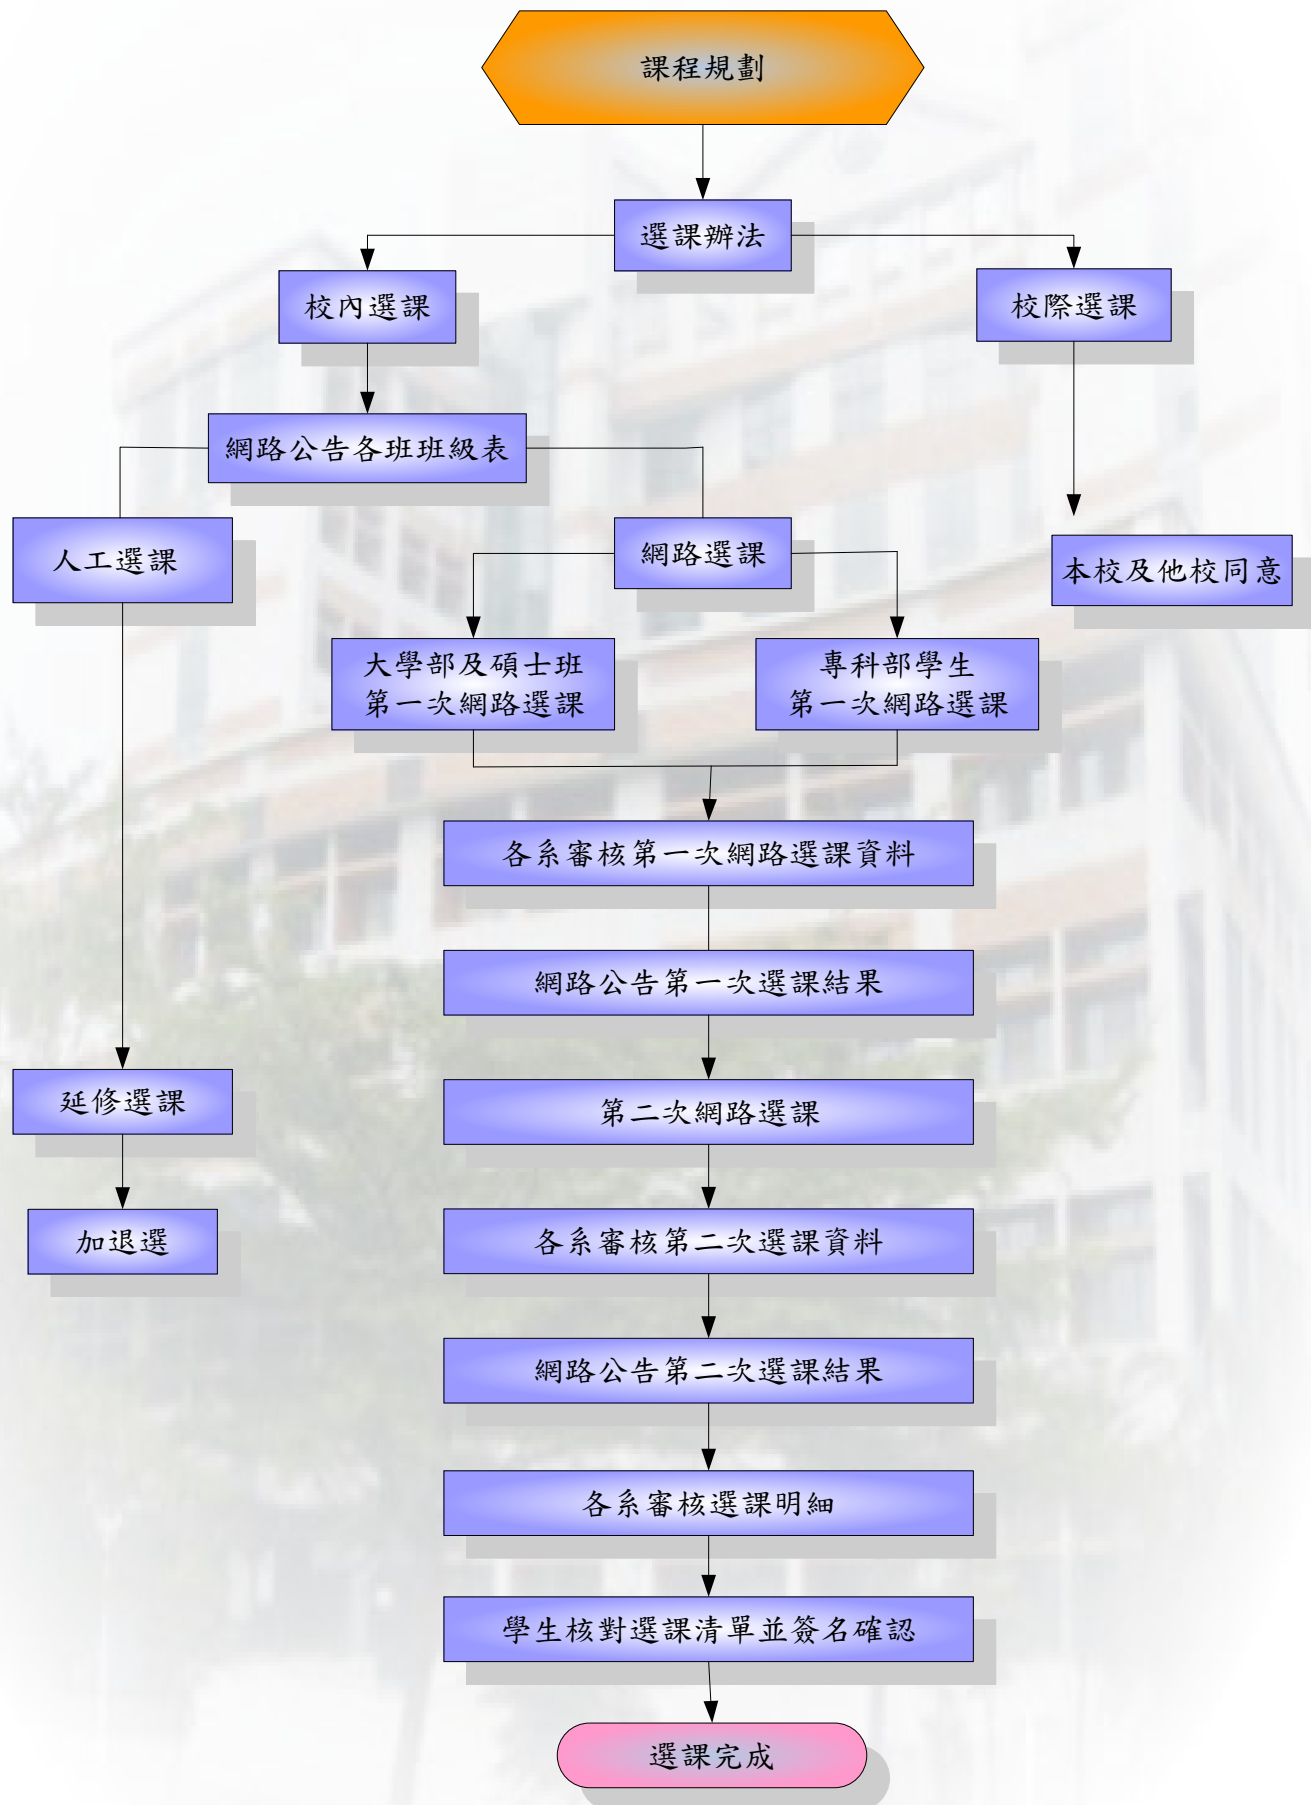 課程規劃
選課辦法
校內選課
校際選課
網路公告各班班級表
人工選課
網路選課
本校及他校同意
大學部及碩士班
第一次網路選課
專科部學生
第一次網路選課
各系審核第一次網路選課資料
網路公告第一次選課結果
延修選課
第二次網路選課
加退選
各系審核第二次選課資料
網路公告第二次選課結果
各系審核選課明細
學生核對選課清單並簽名確認
選課完成